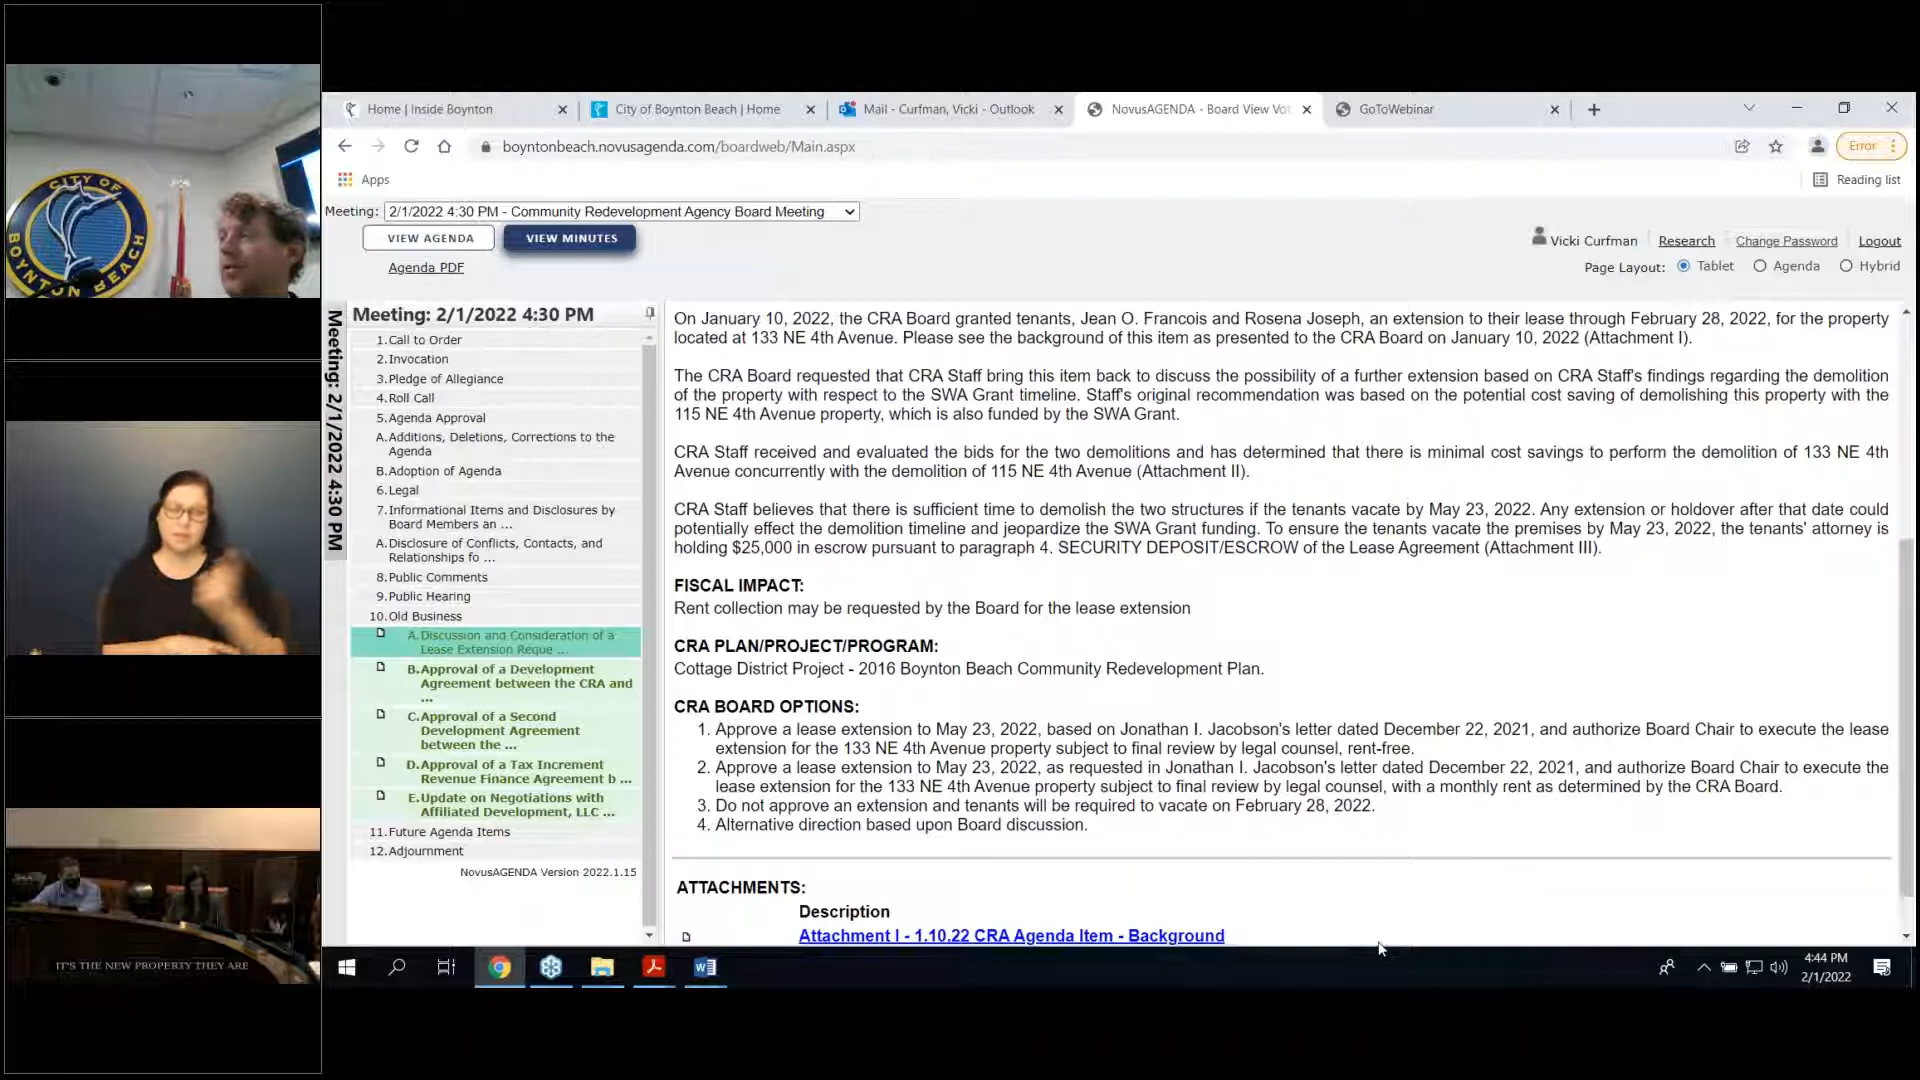 CITY OF
BOYNTON BEACH
IT'S THE NEW PROPERTY THEY ARE
Home | Inside Boynton
City of Boynton Beach | Home
Mail - Curfman, Vicki - Outlook
NovusAGENDA - Board View Vot
GoToWebinar
boyntonbeach.novusagenda.com/boardweb/Main.aspx
Error
Apps
Reading list
Meeting: 2/1/2022 4:30 PM - Community Redevelopment Agency Board Meeting
VIEW AGENDA
VIEW MINUTES
Agenda PDF
Vicki Curfman
Research
Change Password
Logout
Page Layout: Tablet Agenda Hybrid
Meeting: 2/1/2022 4:30 PM
Meeting: 2/1/2022 4:30 PM
1.Call to Order
2.Invocation
3.Pledge of Allegiance
4.Roll Call
5.Agenda Approval
A.Additions, Deletions, Corrections to the
Agenda
B.Adoption of Agenda
6.Legal
7.Informational Items and Disclosures by
Board Members an ...
A.Disclosure of Conflicts, Contacts, and
Relationships fo ...
8.Public Comments
9.Public Hearing
10.Old Business
A.Discussion and Consideration of a
Lease Extension Reque ...
B.Approval of a Development
Agreement between the CRA and
...
C.Approval of a Second
Development Agreement
between the ...
D.Approval of a Tax Increment
Revenue Finance Agreement b ...
E.Update on Negotiations with
Affiliated Development, LLC ...
11.Future Agenda Items
12.Adjournment
NovusAGENDA Version 2022.1.15
On January 10, 2022, the CRA Board granted tenants, Jean O. Francois and Rosena Joseph, an extension to their lease through February 28, 2022, for the property
located at 133 NE 4th Avenue. Please see the background of this item as presented to the CRA Board on January 10, 2022 (Attachment I).
The CRA Board requested that CRA Staff bring this item back to discuss the possibility of a further extension based on CRA Staff's findings regarding the demolition
of the property with respect to the SWA Grant timeline. Staff's original recommendation was based on the potential cost saving of demolishing this property with the
115 NE 4th Avenue property, which is also funded by the SWA Grant.
CRA Staff received and evaluated the bids for the two demolitions and has determined that there is minimal cost savings to perform the demolition of 133 NE 4th
Avenue concurrently with the demolition of 115 NE 4th Avenue (Attachment II).
CRA Staff believes that there is sufficient time to demolish the two structures if the tenants vacate by May 23, 2022. Any extension or holdover after that date could
potentially effect the demolition timeline and jeopardize the SWA Grant funding. To ensure the tenants vacate the premises by May 23, 2022, the tenants' attorney is
holding $25,000 in escrow pursuant to paragraph 4. SECURITY DEPOSIT/ESCROW of the Lease Agreement (Attachment III).
FISCAL IMPACT:
Rent collection may be requested by the Board for the lease extension
CRA PLAN/PROJECT/PROGRAM:
Cottage District Project - 2016 Boynton Beach Community Redevelopment Plan.
CRA BOARD OPTIONS:
1. Approve a lease extension to May 23, 2022, based on Jonathan I. Jacobson's letter dated December 22, 2021, and authorize Board Chair to execute the lease
extension for the 133 NE 4th Avenue property subject to final review by legal counsel, rent-free.
2. Approve a lease extension to May 23, 2022, as requested in Jonathan I. Jacobson's letter dated December 22, 2021, and authorize Board Chair to execute the
lease extension for the 133 NE 4th Avenue property subject to final review by legal counsel, with a monthly rent as determined by the CRA Board.
3. Do not approve an extension and tenants will be required to vacate on February 28, 2022.
4. Alternative direction based upon Board discussion.
ATTACHMENTS:
Description
Attachment I - 1.10.22 CRA Agenda Item - Background
4:44 PM
2/1/2022